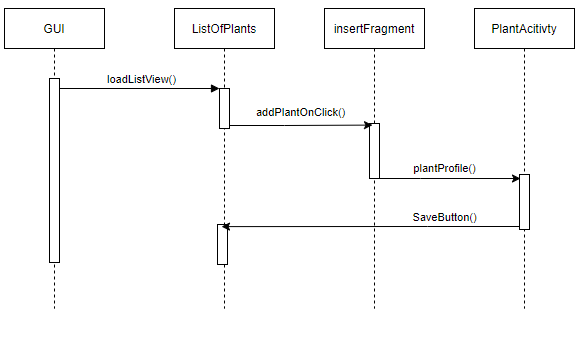 GUI
ListOfPlants
insertFragment
PlantAcitivty
loadListView()
addPlantOnClick()
plantProfile()
SaveButton()